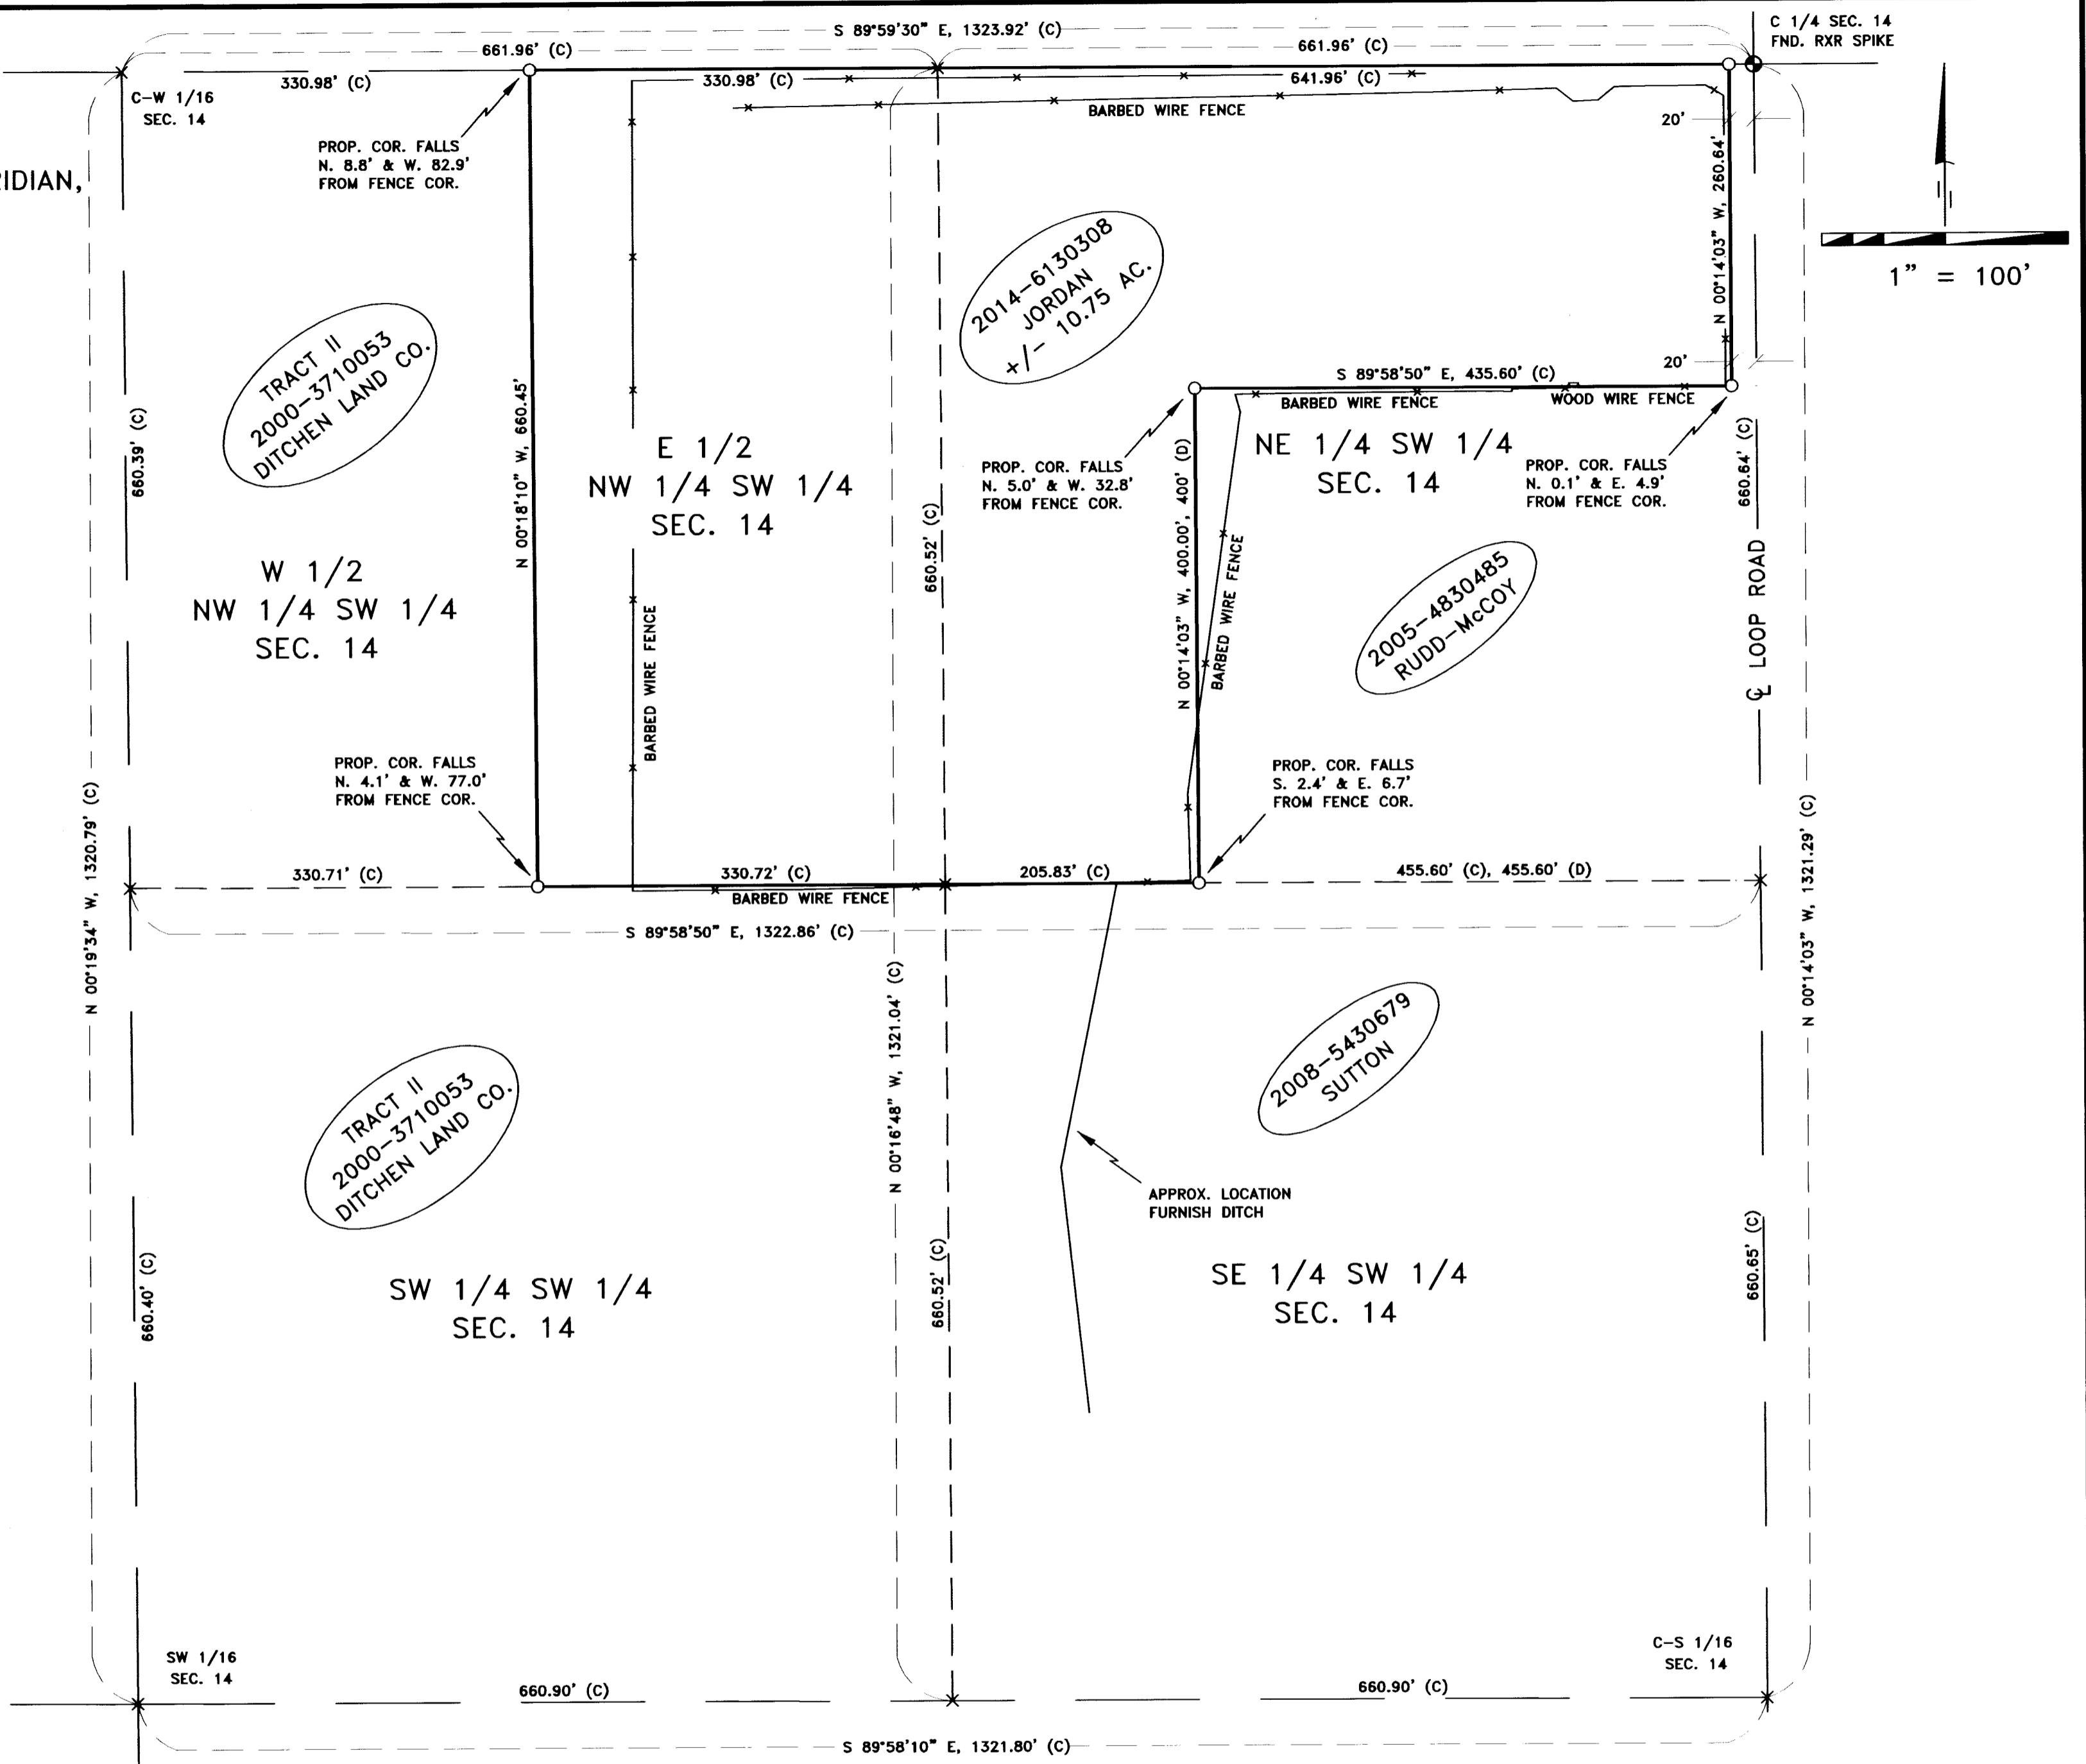 S 89°59'30" E, 1323.92' (C)
661.96' (C)
661.96' (C)
C 1/4 SEC. 14
FND. RXR SPIKE
330.98' (C)
330.98' (C)
641.96' (C)
C-W 1/16
SEC. 14
BARBED WIRE FENCE
20'
PROP. COR. FALLS
N. 8.8' & W. 82.9'
FROM FENCE COR.
IDIAN,
N 00°14'03" W, 260.64'
1" = 100'
2014-6130308
JORDAN
+/- 10.75 AC.
TRACT II
2000-3710053
DITCHEN LAND CO.
20'
S 89°58'50" E, 435.60' (C)
BARBED WIRE FENCE
WOOD WIRE FENCE
660.39' (C)
N 00°18'10" W, 660.45'
E 1/2
NW 1/4 SW 1/4
SEC. 14
NE 1/4 SW 1/4
SEC. 14
PROP. COR. FALLS
N. 5.0' & W. 32.8'
FROM FENCE COR.
PROP. COR. FALLS
N. 0.1' & E. 4.9'
FROM FENCE COR.
660.64' (C)
660.52' (C)
N 00°14'03" W, 400.00', 400' (D)
BARBED WIRE FENCE
W 1/2
NW 1/4 SW 1/4
SEC. 14
2005-4830485
RUDD-McCOY
℄ LOOP ROAD
BARBED WIRE FENCE
PROP. COR. FALLS
N. 4.1' & W. 77.0'
FROM FENCE COR.
PROP. COR. FALLS
S. 2.4' & E. 6.7'
FROM FENCE COR.
N 00°19'34" W, 1320.79' (C)
N 00°14'03" W, 1321.29' (C)
330.71' (C)
330.72' (C)
205.83' (C)
455.60' (C), 455.60' (D)
BARBED WIRE FENCE
S 89°58'50" E, 1322.86' (C)
N 00°16'48" W, 1321.04' (C)
2008-5430679
SUTTON
TRACT II
2000-3710053
DITCHEN LAND CO.
APPROX. LOCATION
FURNISH DITCH
660.40' (C)
660.52' (C)
660.65' (C)
SW 1/4 SW 1/4
SEC. 14
SE 1/4 SW 1/4
SEC. 14
SW 1/16
SEC. 14
C-S 1/16
SEC. 14
660.90' (C)
660.90' (C)
S 89°58'10" E, 1321.80' (C)